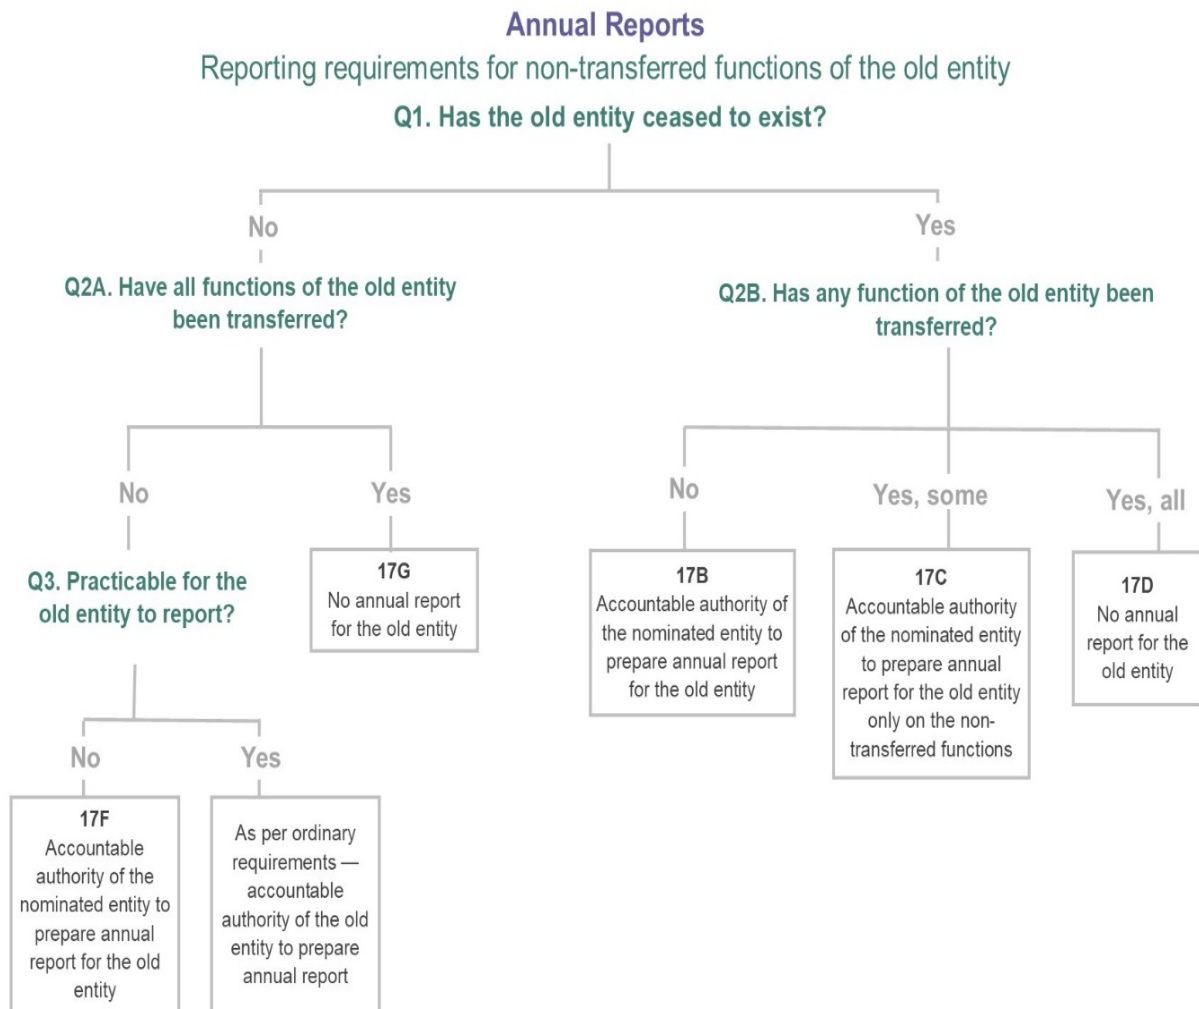 Annual Reports
Reporting requirements for non-transferred functions of the old entity
Q1. Has the old entity ceased to exist?
No
Yes
Q2A. Have all functions of the old entity
been transferred?
Q2B. Has any function of the old entity been
transferred?
No
Yes
No
Yes, some
Yes, all
Q3. Practicable for the
old entity to report?
17G
No annual report
for the old entity
17B
Accountable authority of
the nominated entity to
prepare annual report
for the old entity
17C
Accountable authority
of the nominated entity
to prepare annual
report for the old entity
only on the non-
transferred functions
17D
No annual
report for the
old entity
No
Yes
17F
Accountable
authority of the
nominated entity to
prepare annual
report for the old
entity
As per ordinary
requirements —
accountable
authority of the old
entity to prepare
annual report